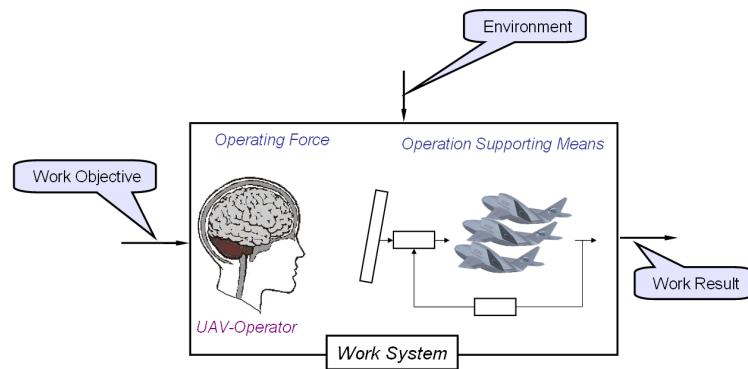 Environment
Operating Force
Operation Supporting Means
Work Objective
Work Result
UAV-Operator
Work System